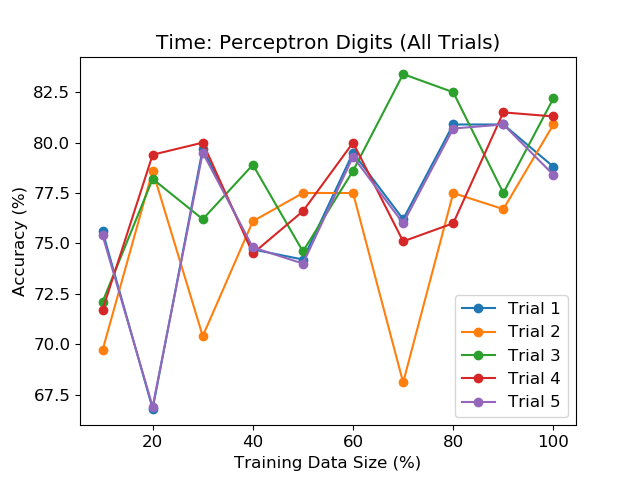 Time: Perceptron Digits (All Trials)
Accuracy (%)
82.5
80.0
77.5
75.0
72.5
70.0
67.5
Trial 1
Trial 2
Trial 3
Trial 4
Trial 5
20 40 60 80 100
Training Data Size (%)